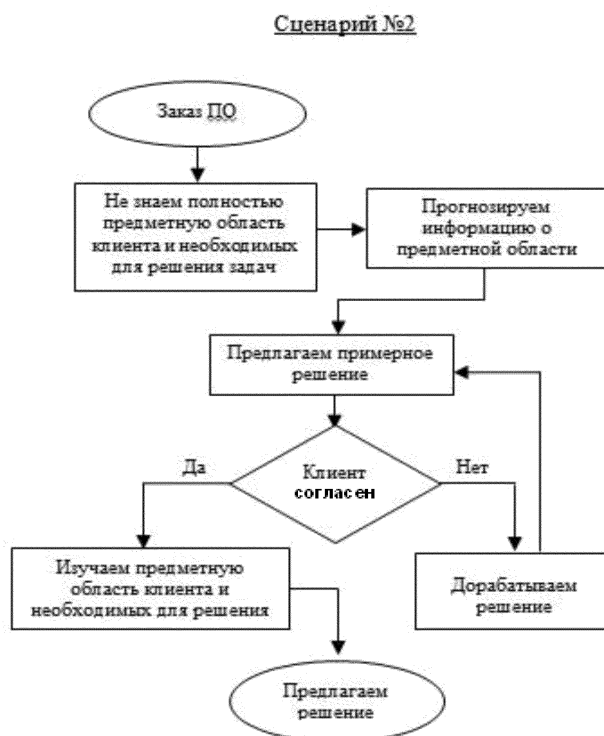 Сценарий №2
Заказ ПО
Не знаем полностью
предметную область
клиента и необходимых
для решения задач
Прогнозируем
информацию о
предметной области
Предлагаем примерное
решение
Да
Клиент
согласен
Нет
Изучаем предметную
область клиента и
необходимых для решения
Дорабатываем
решение
Предлагаем
решение